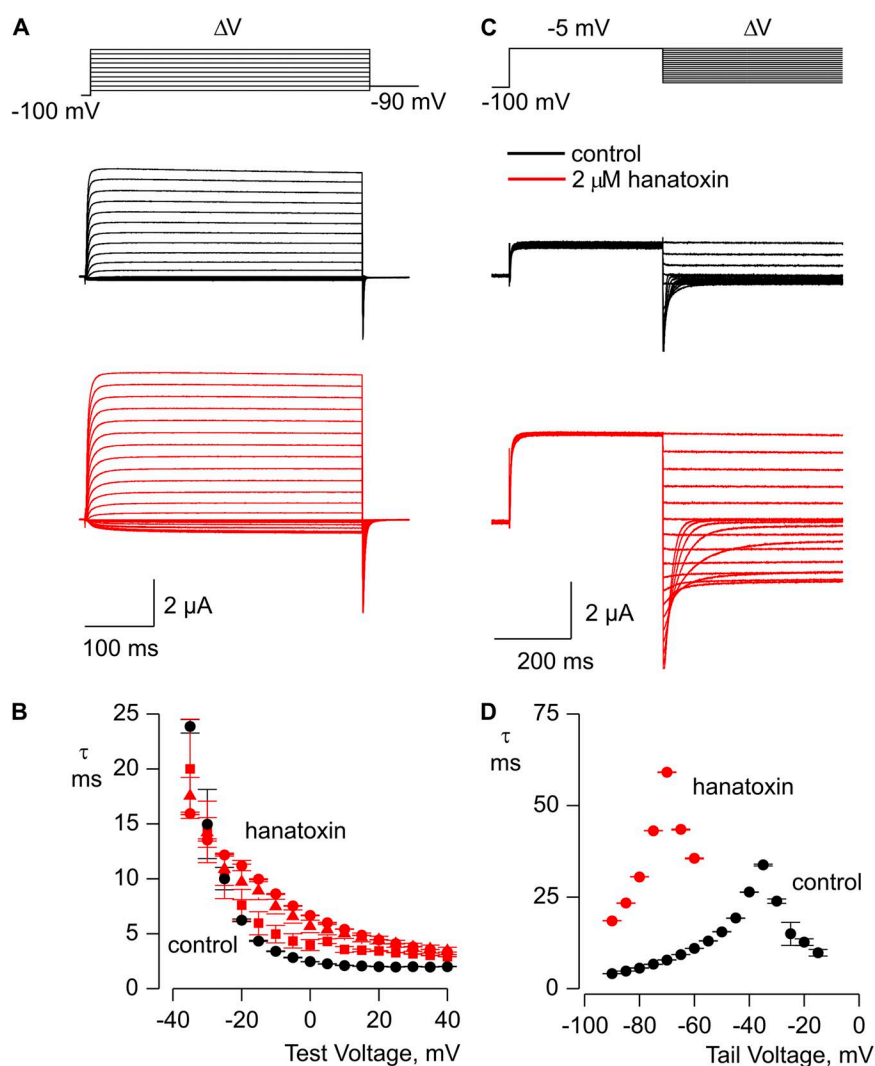 A
ΔV
-100 mV
-90 mV
C
-5 mV
ΔV
-100 mV
control
2 μM hanatoxin
2 μA
100 ms
2 μA
200 ms
B
τ
ms
25
20
15
10
5
0
hanatoxin
control
-40
-20
0
20
40
Test Voltage, mV
D
τ
ms
75
50
25
0
hanatoxin
control
-100
-80
-60
-40
-20
0
Tail Voltage, mV